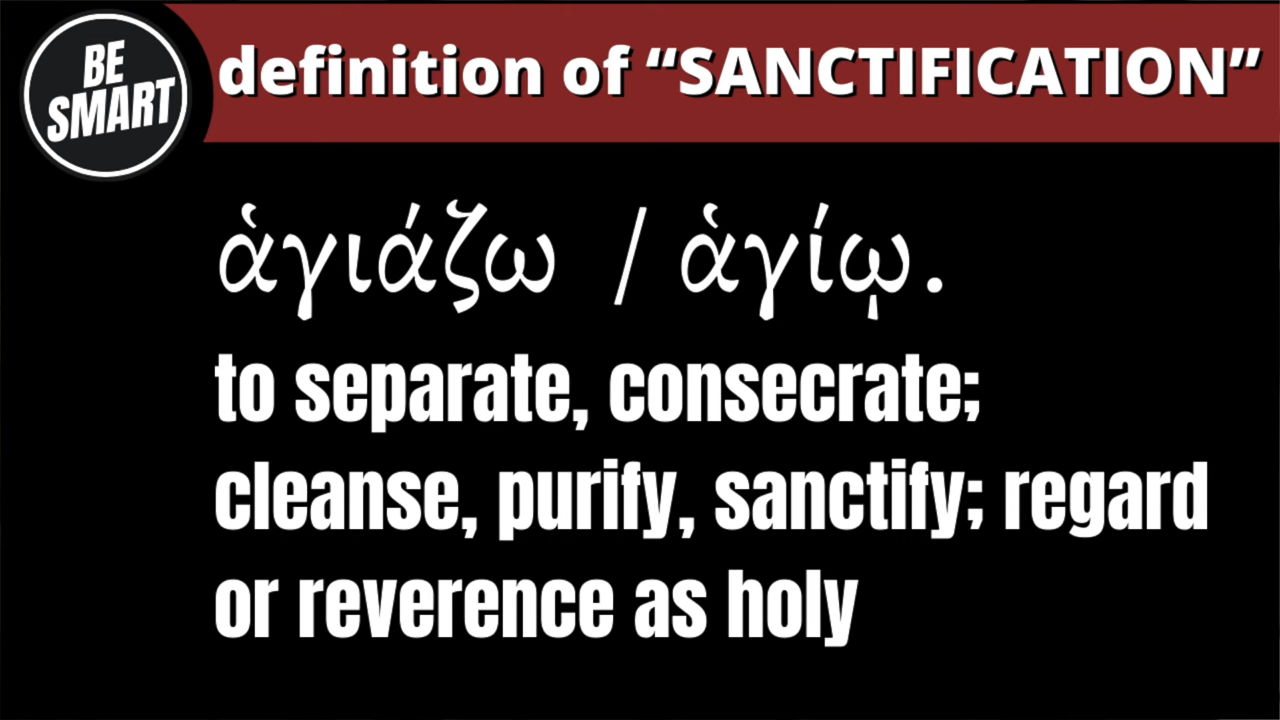 BE
SMART
definition of “SANCTIFICATION”
ἁγιάζω / ἁγίῳ.
to separate, consecrate;
cleanse, purify, sanctify; regard
or reverence as holy